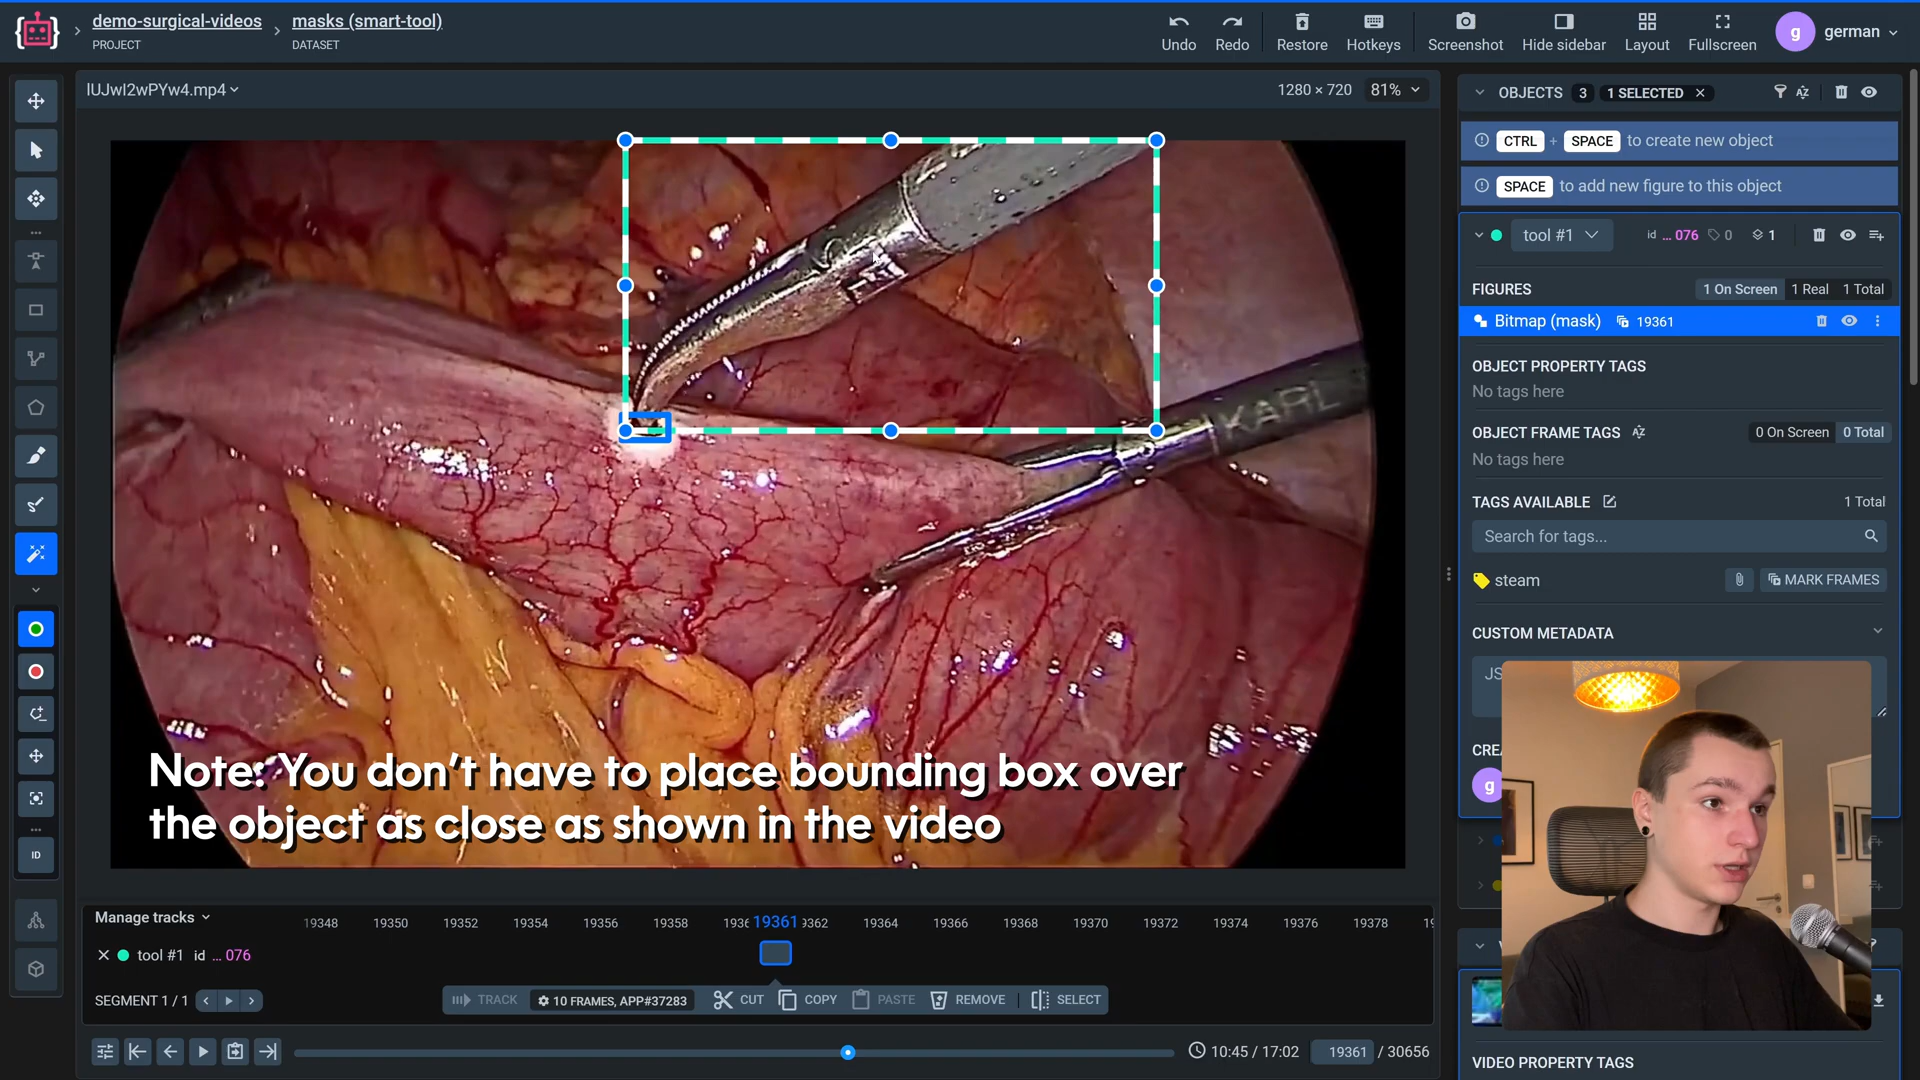 demo-surgical-videos
PROJECT
masks (smart-tool)
DATASET
Undo
Redo
Restore
Hotkeys
Screenshot
Hide sidebar
Layout
Fullscreen
g
german
lUJwI2wPYw4.mp4
1280 × 720
81%
KARL
Note: You don't have to place bounding box over
the object as close as shown in the video
ID
OBJECTS 3 1 SELECTED
CTRL + SPACE to create new object
SPACE to add new figure to this object
tool #1 id ... 076 0 1
FIGURES 1 On Screen 1 Real 1 Total
Bitmap (mask) 19361
OBJECT PROPERTY TAGS
No tags here
OBJECT FRAME TAGS 0 On Screen 0 Total
No tags here
TAGS AVAILABLE 1 Total
Search for tags...
steam MARK FRAMES
CUSTOM METADATA
JS
CREA
g
Manage tracks
19348 19350 19352 19354 19356 19358 1936 19361 9362 19364 19366 19368 19370 19372 19374 19376 19378 19
tool #1 id ... 076
SEGMENT 1 / 1
TRACK 10 FRAMES, APP#37283 CUT COPY PASTE REMOVE SELECT
10:45 / 17:02 19361 / 30656
VIDEO PROPERTY TAGS